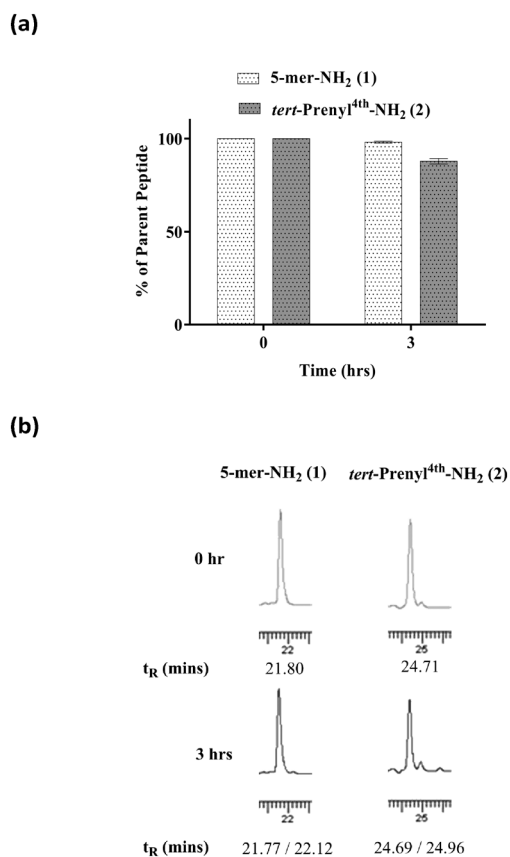 (a)
5-mer-NH2 (1)
tert-Prenyl4th-NH2 (2)
% of Parent Peptide
100
50
0
0 3
Time (hrs)
(b)
5-mer-NH2 (1) tert-Prenyl4th-NH2 (2)
0 hr
22 25
tR (mins) 21.80 24.71
3 hrs
22 25
tR (mins) 21.77 / 22.12 24.69 / 24.96